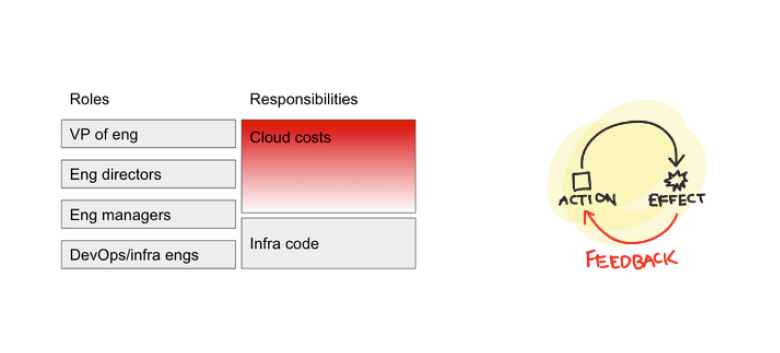 Roles
Responsibilities
VP of eng
Eng directors
Eng managers
DevOps/infra engs
Cloud costs
Infra code
ACTION
EFFECT
FEEDBACK